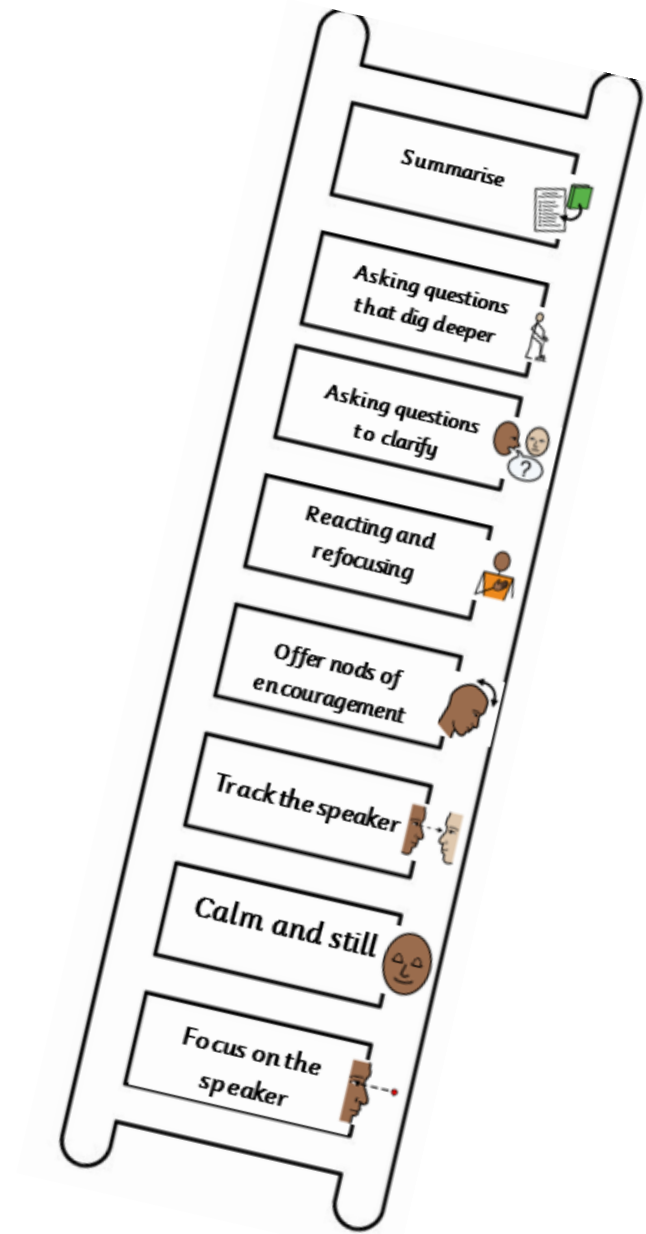 Summarise
Asking questions
that dig deeper
Asking questions
to clarify
?
Reacting and
refocusing
Offer nods of
encouragement
Track the speaker
Calm and still
Focus on the
speaker